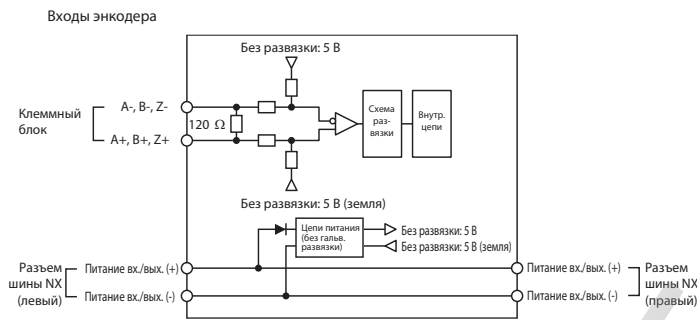 Входы энкодера
Без развязки: 5 В
Клеммный
блок
A-, B-, Z-
120 Ω
A+, B+, Z+
Схема
раз-
вязки
Внутр.
цепи
Без развязки: 5 В (земля)
Цепи питания
(без гальв.
развязки)
Без развязки: 5 В
Без развязки: 5 В (земля)
Разъем
шины NX
(левый)
Питание вх./вых. (+)
Питание вх./вых. (-)
Питание вх./вых. (+)
Питание вх./вых. (-)
Разъем
шины NX
(правый)